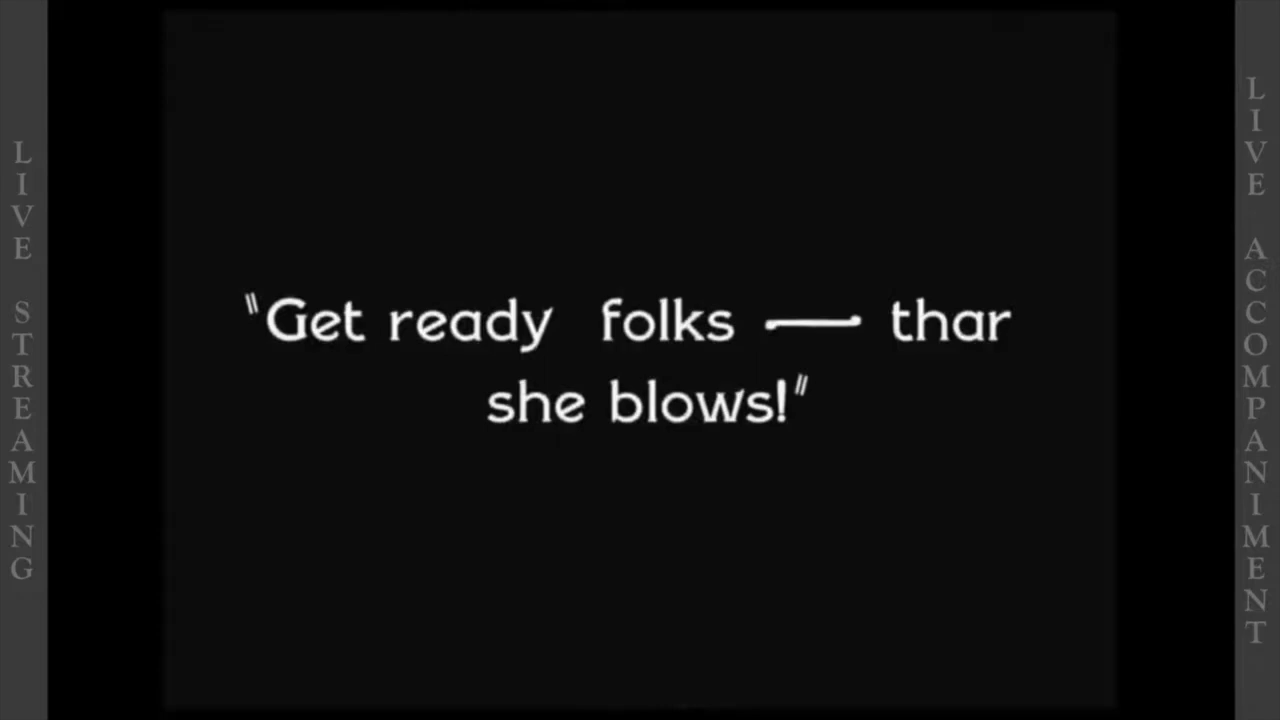 LIVE STREAMING
"Get ready folks — thar
she blows!"
LIVE ACCOMPANIMENT